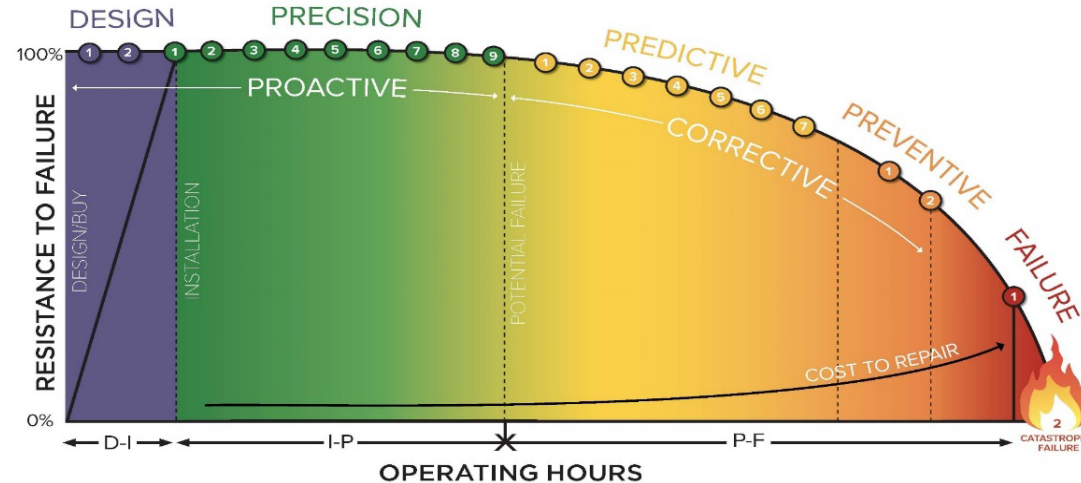 DESIGN
PRECISION
PREDICTIVE
PREVENTIVE
FAILURE
100%
1 2
1 2 3 4 5 6 7 8 9
1 2 3 4 5 6 7
1 2
1
PROACTIVE
CORRECTIVE
RESISTANCE TO FAILURE
DESIGN/BUY
INSTALLATION
POTENTIAL FAILURE
COST TO REPAIR
0%
2
CATASTROPHIC
FAILURE
D-I
I-P
P-F
OPERATING HOURS